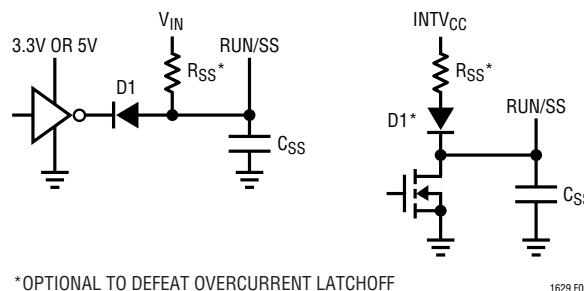 V_IN
3.3V OR 5V
D1
R_SS*
RUN/SS
C_SS
INTV_CC
R_SS*
D1*
RUN/SS
C_SS
*OPTIONAL TO DEFEAT OVERCURRENT LATCHOFF
1629 F0